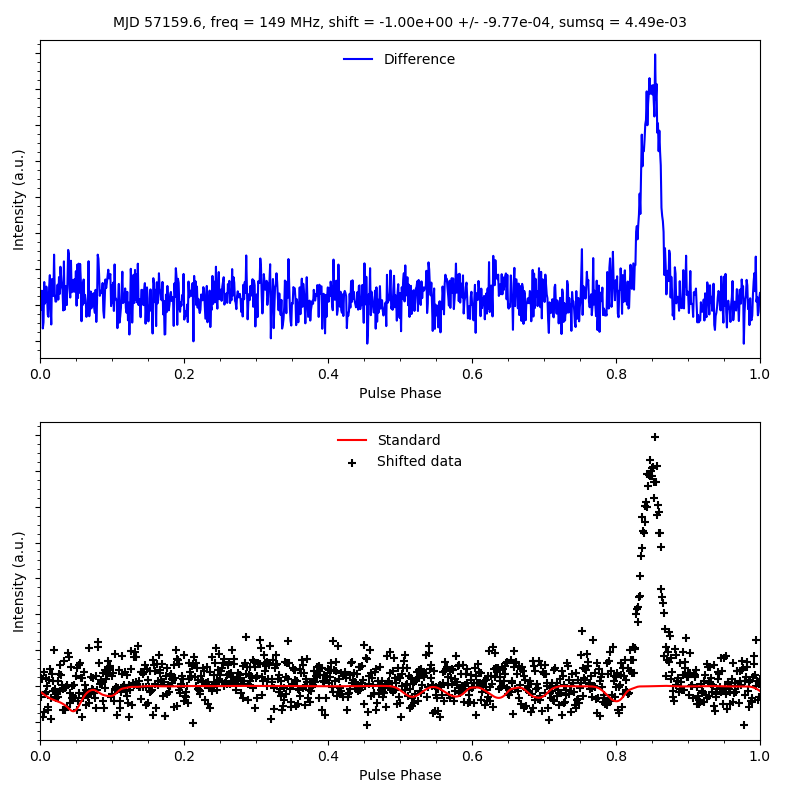 MJD 57159.6, freq = 149 MHz, shift = -1.00e+00 +/- -9.77e-04, sumsq = 4.49e-03
Difference
Intensity (a.u.)
0.0 0.2 0.4 0.6 0.8 1.0
Pulse Phase
Standard
Shifted data
Intensity (a.u.)
0.0 0.2 0.4 0.6 0.8 1.0
Pulse Phase